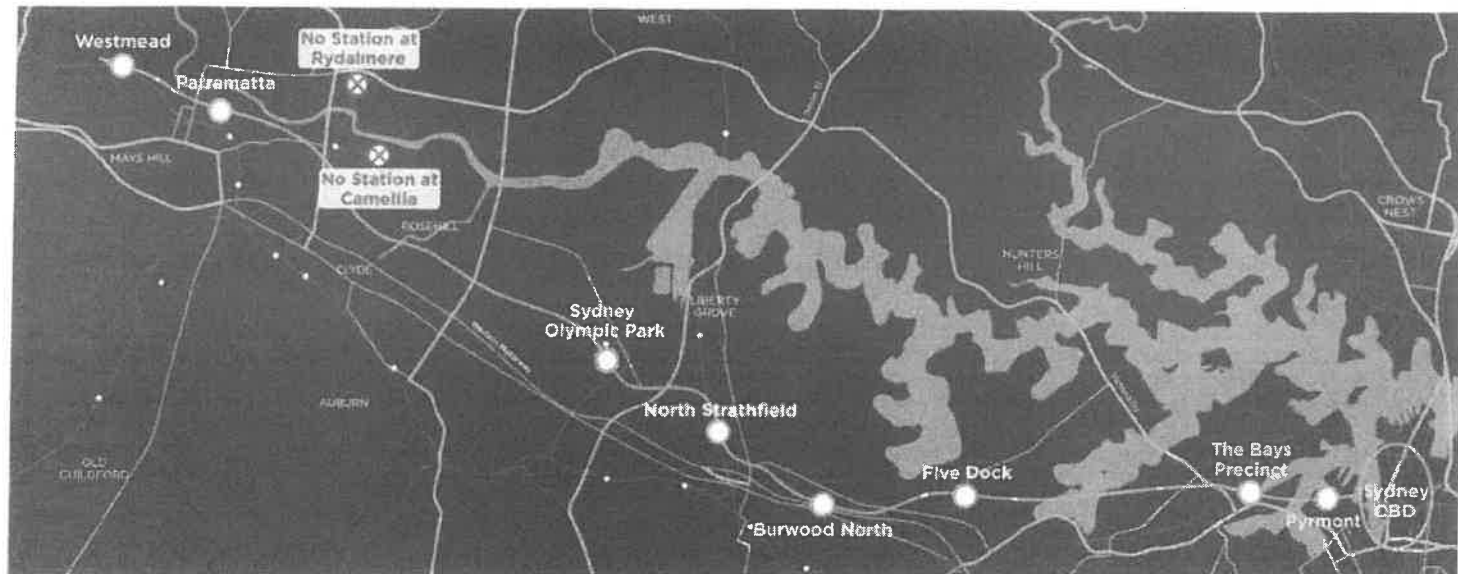 WEST
No Station at
Rydalmere
Westmead
Parramatta
MAYS HILL
No Station at
Camellia
ROSEHILL
CROWS
NEST
HUNTERS
HILL
CLYDE
LIBERTY
GROVE
Sydney
Olympic Park
AUBURN
North Strathfield
OLD
GUILDFORD
Five Dock
The Bays
Precinct
Burwood North
Pyrmont
Sydney
CBD